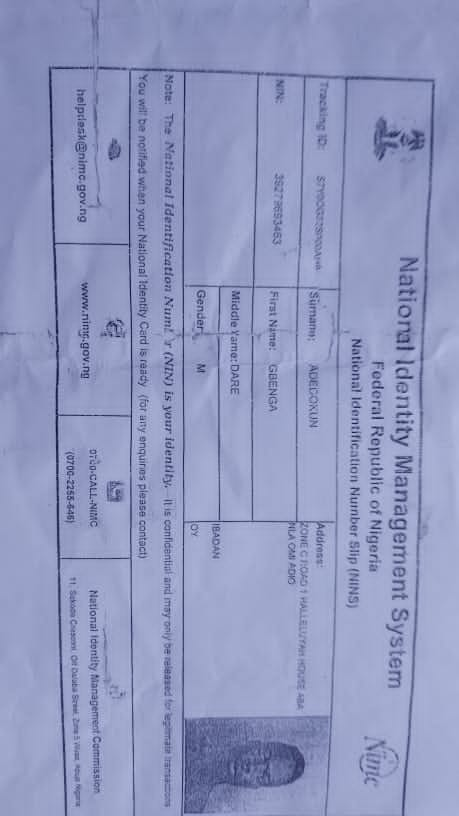 National Identity Management System
Federal Republic of Nigeria
National Identification Number Slip (NINS)
Nimc
Tracking ID:
Surname: ADEDOKUN
Address:
ZONE C ROAD 1 HALLELUYAH HOUSE ABA
NLA OMI ADIO
NIN:
First Name: GBENGA
Middle Name: DARE
IBADAN
Gender: M
OY
Note: The National Identification Number (NIN) is your identity. It is confidential and may only be released for legitimate transactions
You will be notified when your National Identity Card is ready (for any enquires please contact)
helpdesk@nimc.gov.ng
www.nimc.gov.ng
0700-CALL-NIMC
(0700-2255-646)
National Identity Management Commission
11, Sokode Crescent, Off Dalaba Street, Zone 5 Wuse, Abuja Nigeria